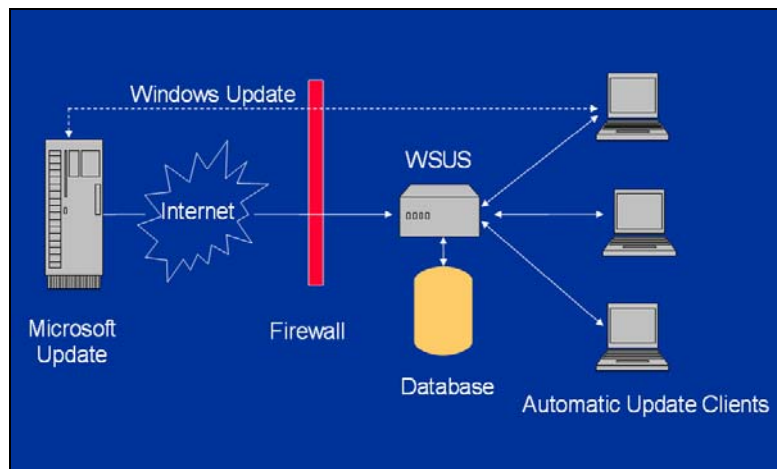 Windows Update
WSUS
Internet
Microsoft
Update
Firewall
Database
Automatic Update Clients